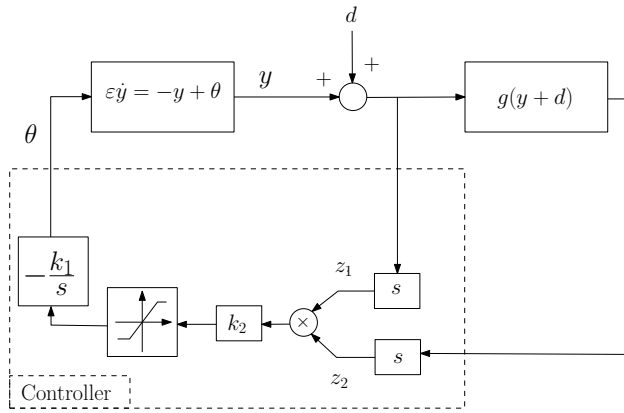 d
εẏ = −y + θ
y
+
+
g(y + d)
θ
−k₁/s
z₁
s
k₂
×
z₂
s
Controller